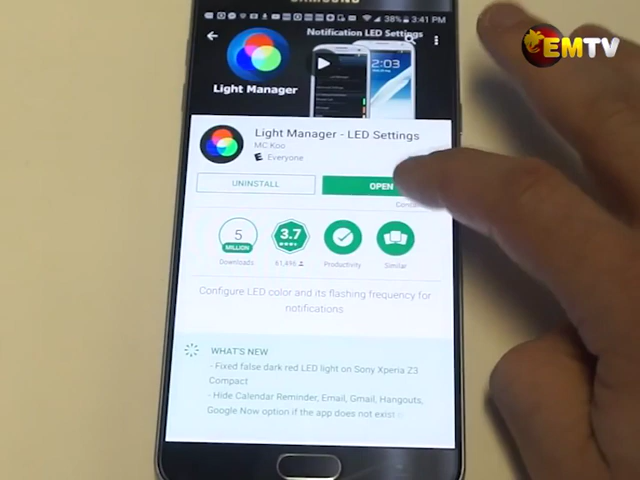 SAMSUNG
38% 3:41 PM
Notification LED Settings
EMTV
2:03
Light Manager
Light Manager - LED Settings
MC Koo
Everyone
UNINSTALL
OPEN
5
MILLION
3.7
Downloads
61,496
Productivity
Similar
Configure LED color and its flashing frequency for
notifications
WHAT'S NEW
- Fixed false dark red LED light on Sony Xperia Z3
Compact
- Hide Calendar Reminder, Email, Gmail, Hangouts,
Google Now option if the app does not exist